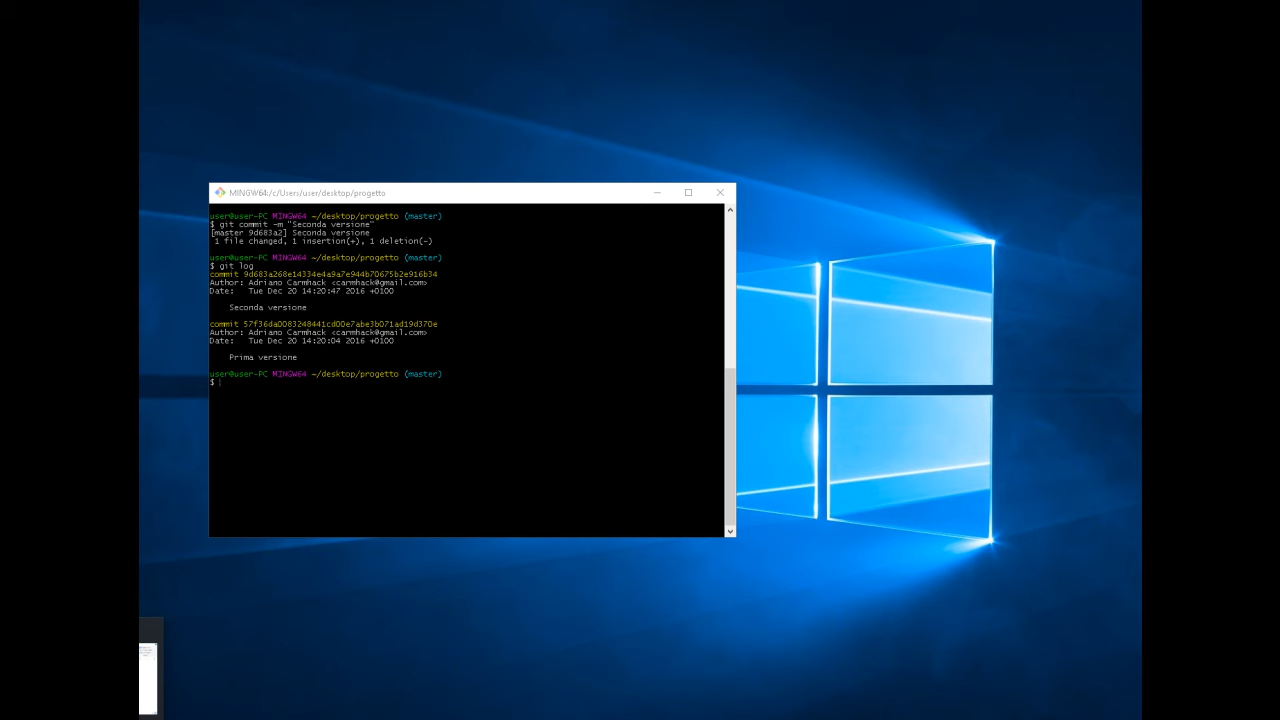 MINGW64:/c/Users/user/desktop/progetto
user@user-PC MINGW64 ~/desktop/progetto (master)
$ git commit -m "Seconda versione"
[master 9d683a2] Seconda versione
 1 file changed, 1 insertion(+), 1 deletion(-)
user@user-PC MINGW64 ~/desktop/progetto (master)
$ git log
commit 9d683a268e14334e4a9a7e944b70675b2e916b34
Author: Adriano Carmhack <carmhack@gmail.com>
Date:   Tue Dec 20 14:20:47 2016 +0100
    Seconda versione
commit 57f36da0083248441cd00e7abe3b071ad19d370e
Author: Adriano Carmhack <carmhack@gmail.com>
Date:   Tue Dec 20 14:20:04 2016 +0100
    Prima versione
user@user-PC MINGW64 ~/desktop/progetto (master)
$